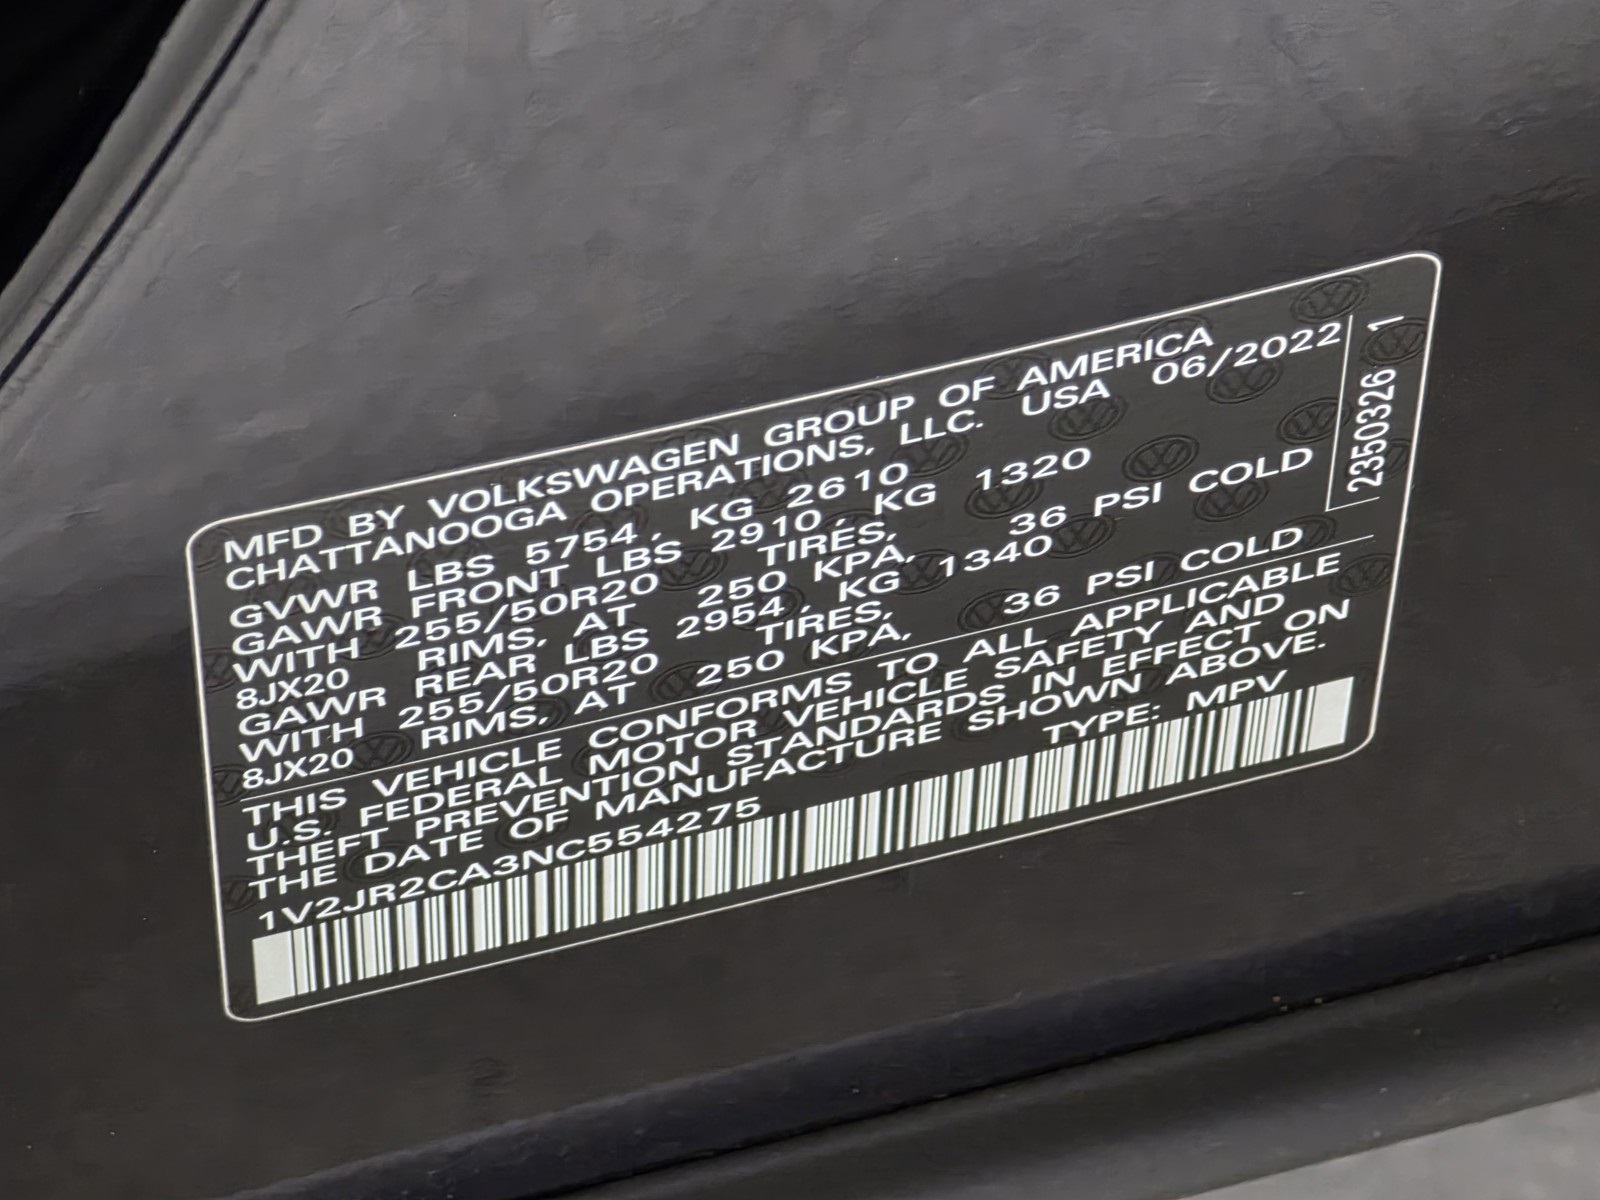 MFD BY VOLKSWAGEN GROUP OF AMERICA
CHATTANOOGA OPERATIONS, LLC. USA 06/2022
GVWR LBS 5754, KG 2610
GAWR FRONT LBS 2910, KG 1320
WITH 255/50R20 TIRES,
8JX20 RIMS, AT 250 KPA, 36 PSI COLD
GAWR REAR LBS 2954, KG 1340
WITH 255/50R20 TIRES,
8JX20 RIMS, AT 250 KPA, 36 PSI COLD
THIS VEHICLE CONFORMS TO ALL APPLICABLE
U.S. FEDERAL MOTOR VEHICLE SAFETY AND
THEFT PREVENTION STANDARDS IN EFFECT ON
THE DATE OF MANUFACTURE SHOWN ABOVE.
1V2JR2CA3NC554275 TYPE: MPV
2350326 1